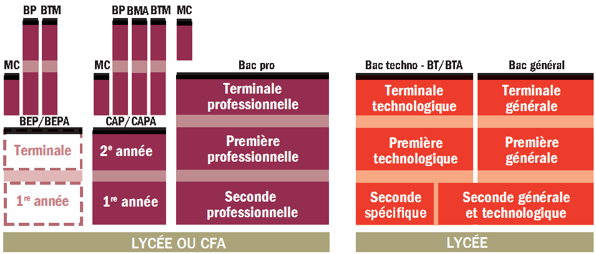 BP BTM
BP BMA BTM
MC
MC
MC
Bac pro
Bac techno - BT/BTA
Bac général
BEP/BEPA
CAP/CAPA
Terminale
professionnelle
Terminale
technologique
Terminale
générale
Terminale
2e année
Première
professionnelle
Première
technologique
Première
générale
1re année
1re année
Seconde
professionnelle
Seconde
spécifique
Seconde générale
et technologique
LYCÉE OU CFA
LYCÉE